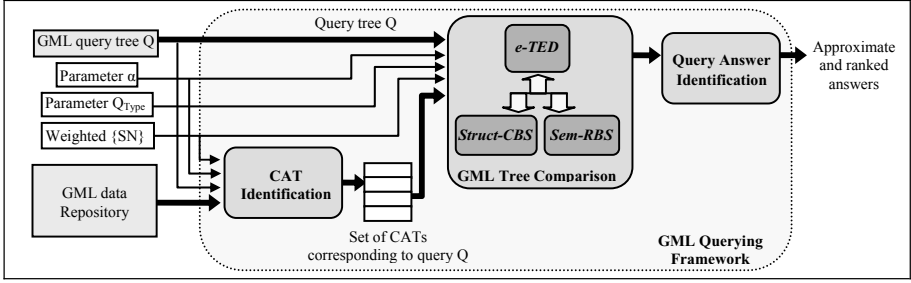 Query tree Q
GML query tree Q
Parameter α
Parameter QType
Weighted {SN}
GML data
Repository
CAT
Identification
Set of CATs
corresponding to query Q
e-TED
Struct-CBS
Sem-RBS
GML Tree Comparison
Query Answer
Identification
Approximate
and ranked
answers
GML Querying
Framework